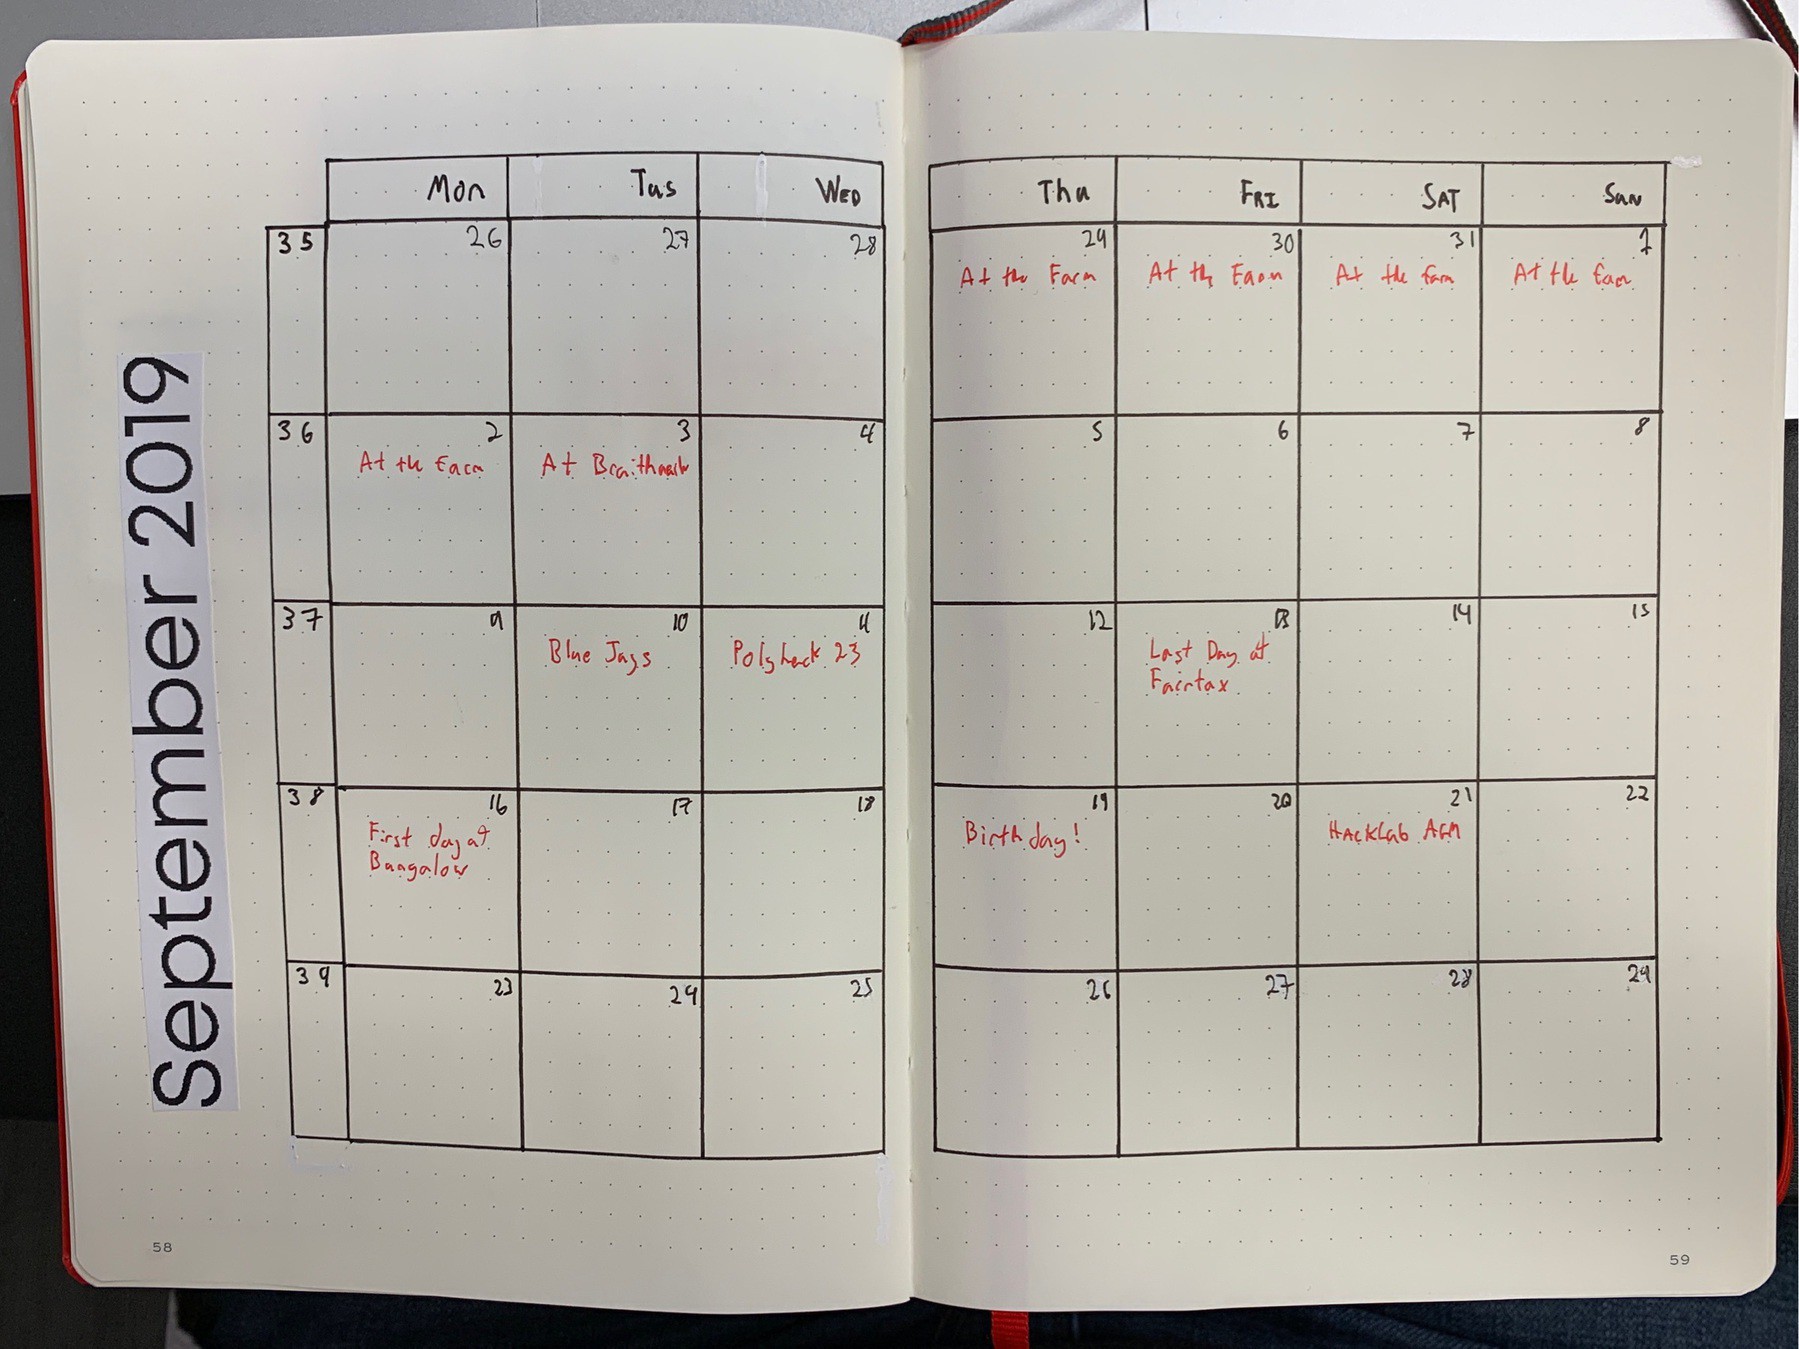 September 2019
Mon Tus WED Thu FRI SAT SUN
35 26 27 28 29 30 31 1
At the Farm At the Farm At the farm At the farm
36 2 3 4 5 6 7 8
At the Farm At
37 9 10 11 12 13 14 15
Blue Jays Polyhack 23 Last Day at
Fairtax
38 16 17 18 19 20 21 22
First day at Birthday! HackLab AGM
Bungalow
39 23 24 25 26 27 28 29
58 59